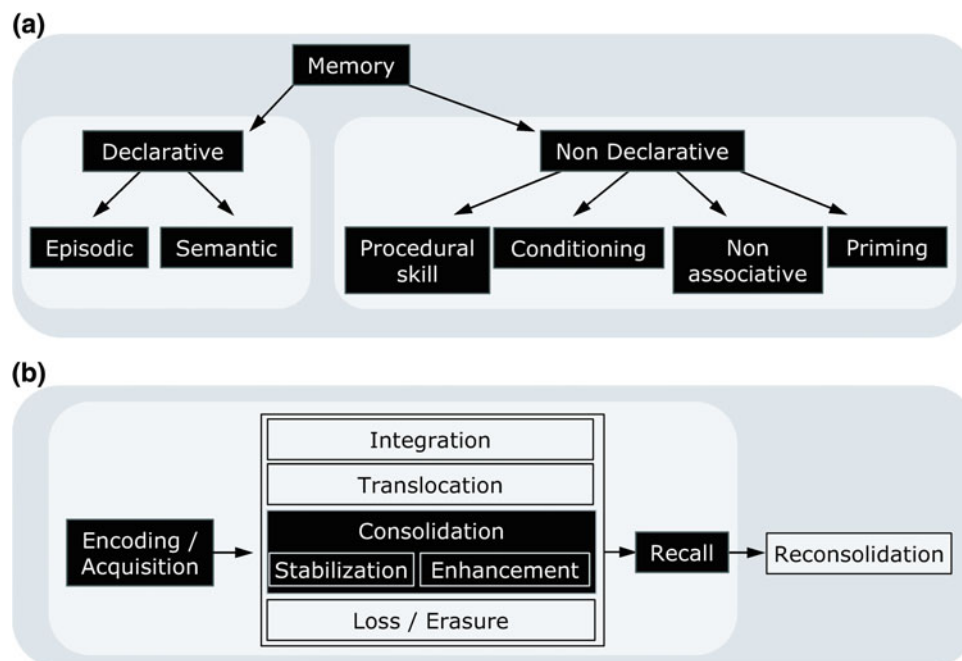 (a)
Memory
Declarative
Non Declarative
Episodic
Semantic
Procedural
skill
Conditioning
Non
associative
Priming
(b)
Integration
Translocation
Consolidation
Encoding /
Acquisition
Stabilization
Enhancement
Recall
Reconsolidation
Loss / Erasure